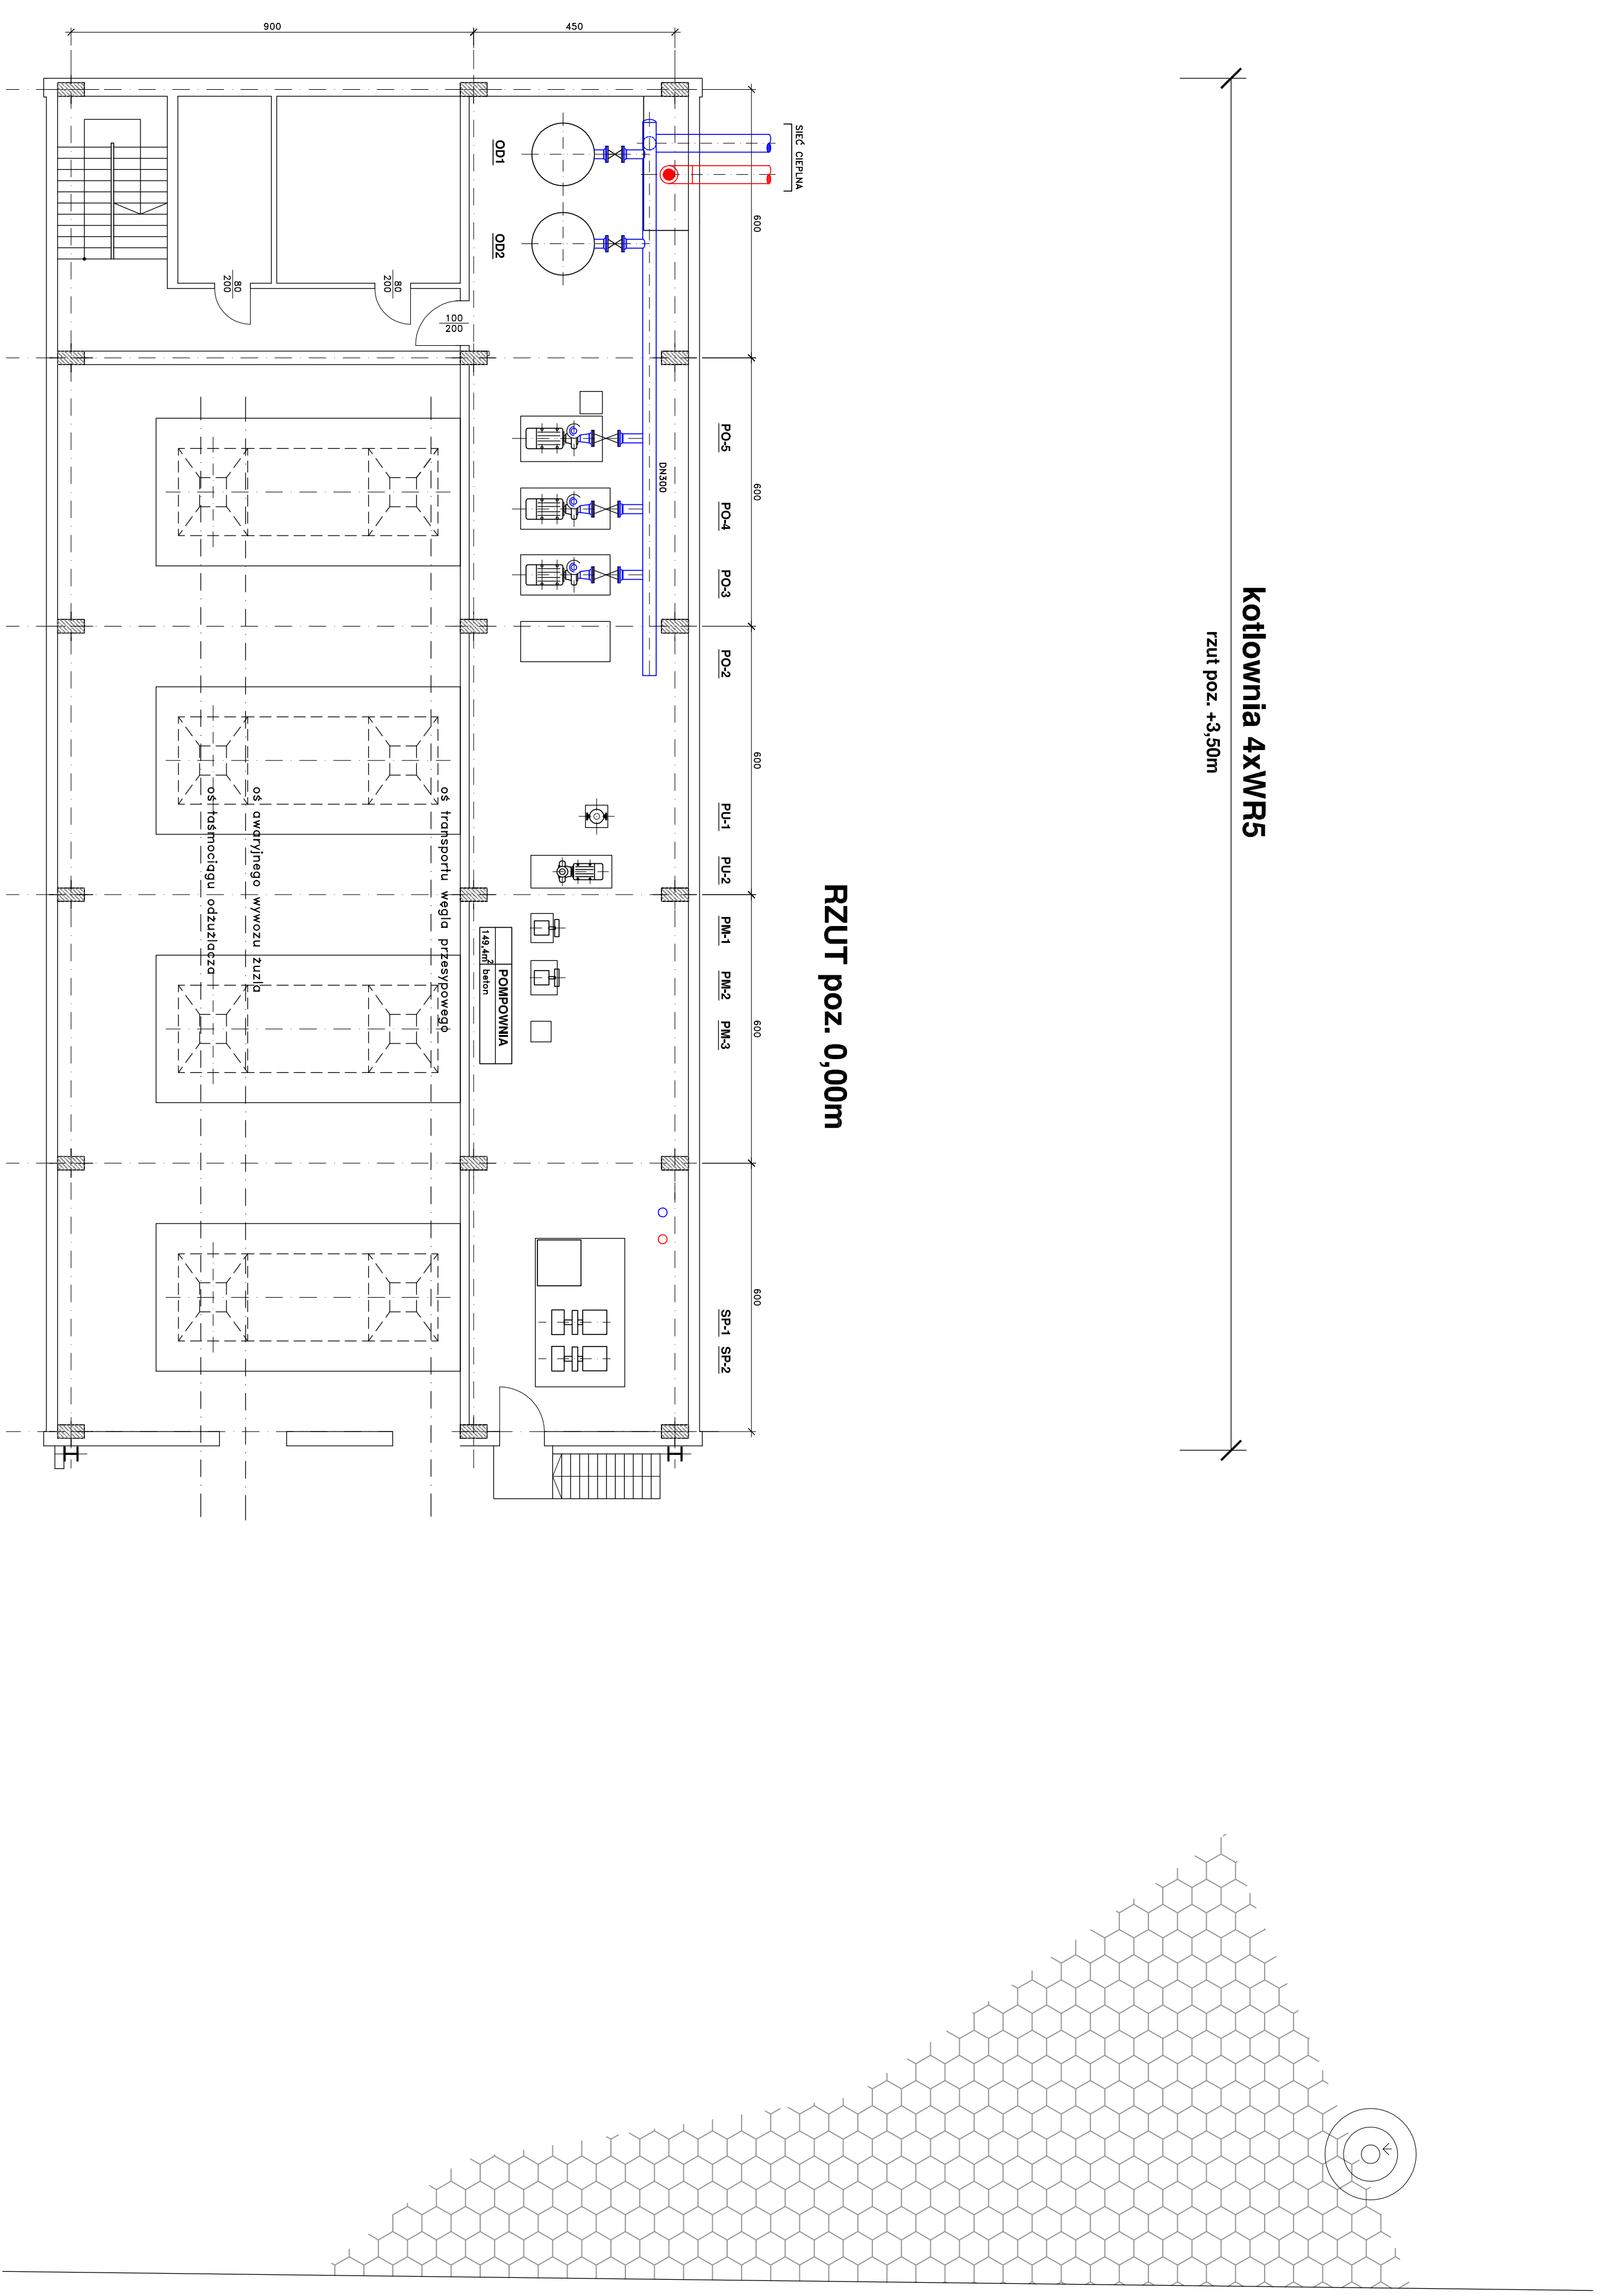 900
450
SIEĆ CIEPLNA
600
600
600
600
600
OD1
OD2
80
200
80
200
100
200
DN300
PO-5
PO-4
PO-3
PO-2
PU-1
PU-2
PM-1
PM-2
PM-3
SP-1
SP-2
POMPOWNIA
149,4m²
beton
oś transportu węgla przesypowego
oś awaryjnego wywozu żużla
oś taśmociągu odżużlacza
RZUT poz. 0,00m
kotłownia 4xWR5
rzut poz. +3,50m